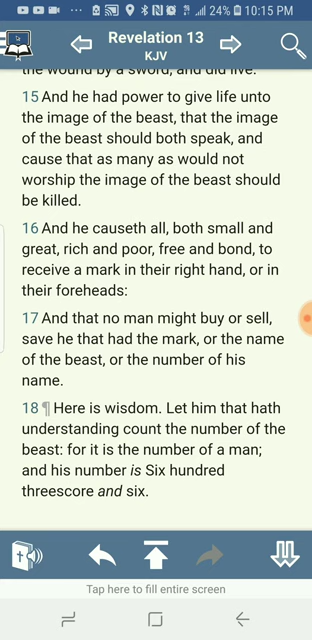 24% 10:15 PM
Revelation 13
KJV
the wound by a sword, and did live.
15 And he had power to give life unto
the image of the beast, that the image
of the beast should both speak, and
cause that as many as would not
worship the image of the beast should
be killed.
16 And he causeth all, both small and
great, rich and poor, free and bond, to
receive a mark in their right hand, or in
their foreheads:
17 And that no man might buy or sell,
save he that had the mark, or the name
of the beast, or the number of his
name.
18 ¶ Here is wisdom. Let him that hath
understanding count the number of the
beast: for it is the number of a man;
and his number is Six hundred
threescore and six.
Tap here to fill entire screen